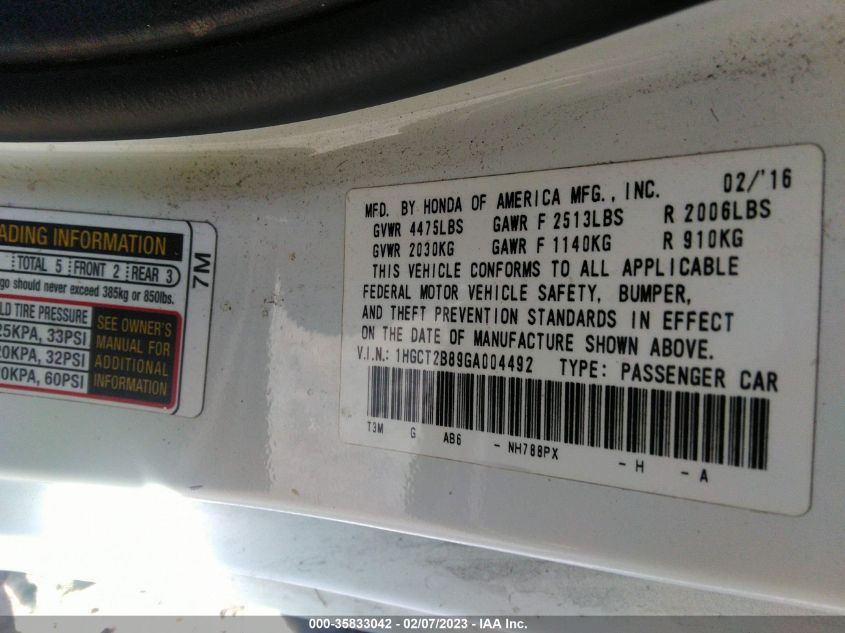 ADING INFORMATION
TOTAL 5 FRONT 2 REAR 3
go should never exceed 385kg or 850lbs.
LD TIRE PRESSURE
25KPA, 33PSI
20KPA, 32PSI
0KPA, 60PSI
SEE OWNER'S
MANUAL FOR
ADDITIONAL
INFORMATION
7M
MFD. BY HONDA OF AMERICA MFG., INC. 02/'16
GVWR 4475LBS GAWR F 2513LBS R 2006LBS
GVWR 2030KG GAWR F 1140KG R 910KG
THIS VEHICLE CONFORMS TO ALL APPLICABLE
FEDERAL MOTOR VEHICLE SAFETY, BUMPER,
AND THEFT PREVENTION STANDARDS IN EFFECT
ON THE DATE OF MANUFACTURE SHOWN ABOVE.
V.I.N.: 1HGCT2B89GA004492 TYPE: PASSENGER CAR
T3M G AB6 - NH788PX - H - A
000-35833042 - 02/07/2023 - IAA Inc.